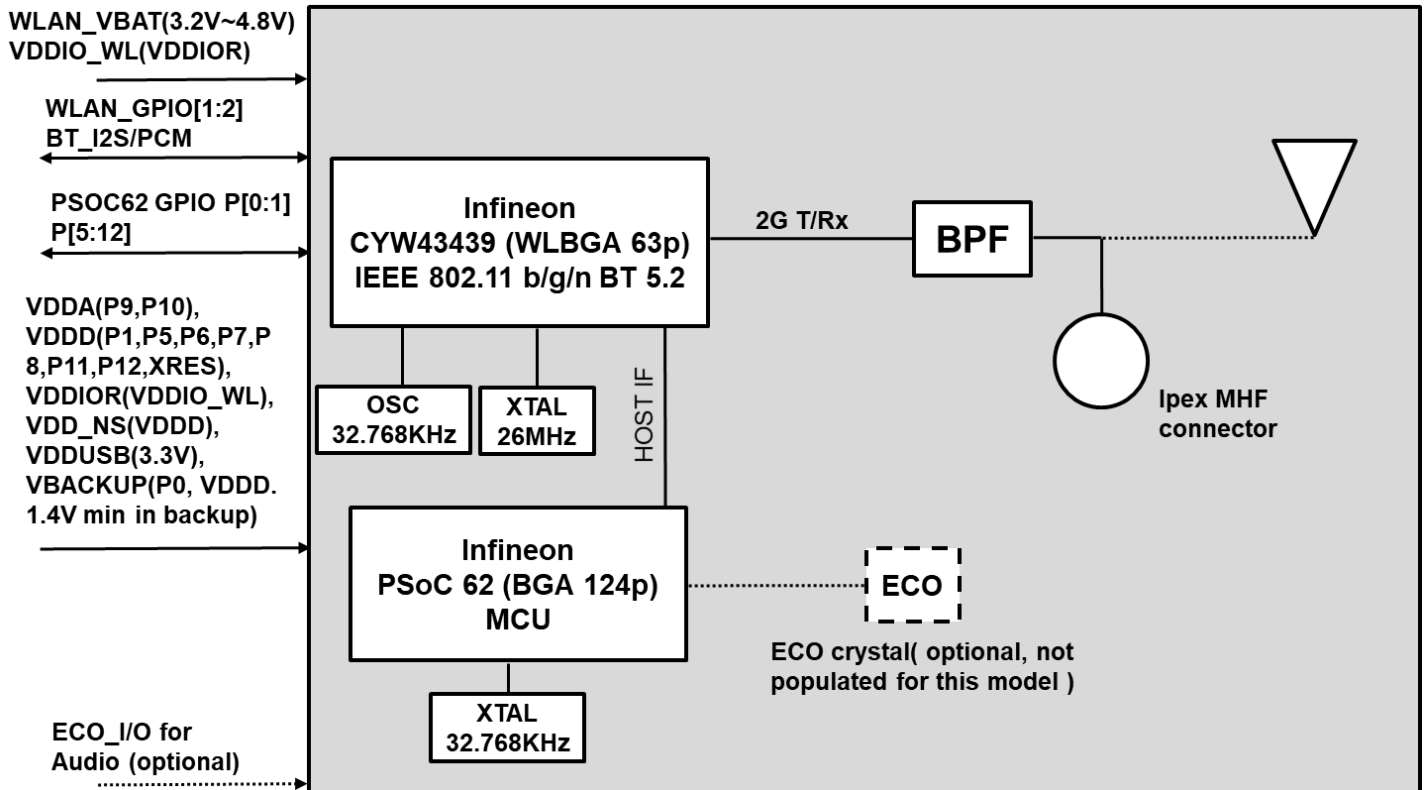 WLAN_VBAT(3.2V~4.8V)
VDDIO_WL(VDDIOR)
WLAN_GPIO[1:2]
BT_I2S/PCM
PSOC62 GPIO P[0:1]
P[5:12]
VDDA(P9,P10),
VDDD(P1,P5,P6,P7,P
8,P11,P12,XRES),
VDDIOR(VDDIO_WL),
VDD_NS(VDDD),
VDDUSB(3.3V),
VBACKUP(P0, VDDD.
1.4V min in backup)
ECO_I/O for
Audio (optional)
Infineon
CYW43439 (WLBGA 63p)
IEEE 802.11 b/g/n BT 5.2
2G T/Rx
BPF
Ipex MHF
connector
OSC
32.768KHz
XTAL
26MHz
HOST IF
Infineon
PSoC 62 (BGA 124p)
MCU
ECO
ECO crystal( optional, not
populated for this model )
XTAL
32.768KHz